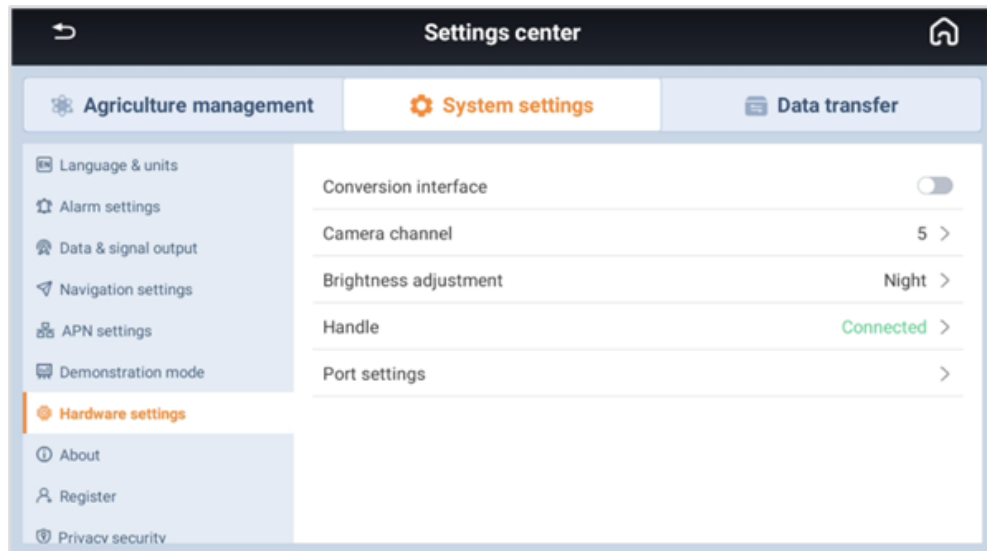 Settings center
Agriculture management
System settings
Data transfer
EN Language & units
Alarm settings
Data & signal output
Navigation settings
APN settings
Demonstration mode
Hardware settings
About
Register
Privacy security
Conversion interface
Camera channel 5
Brightness adjustment Night
Handle Connected
Port settings